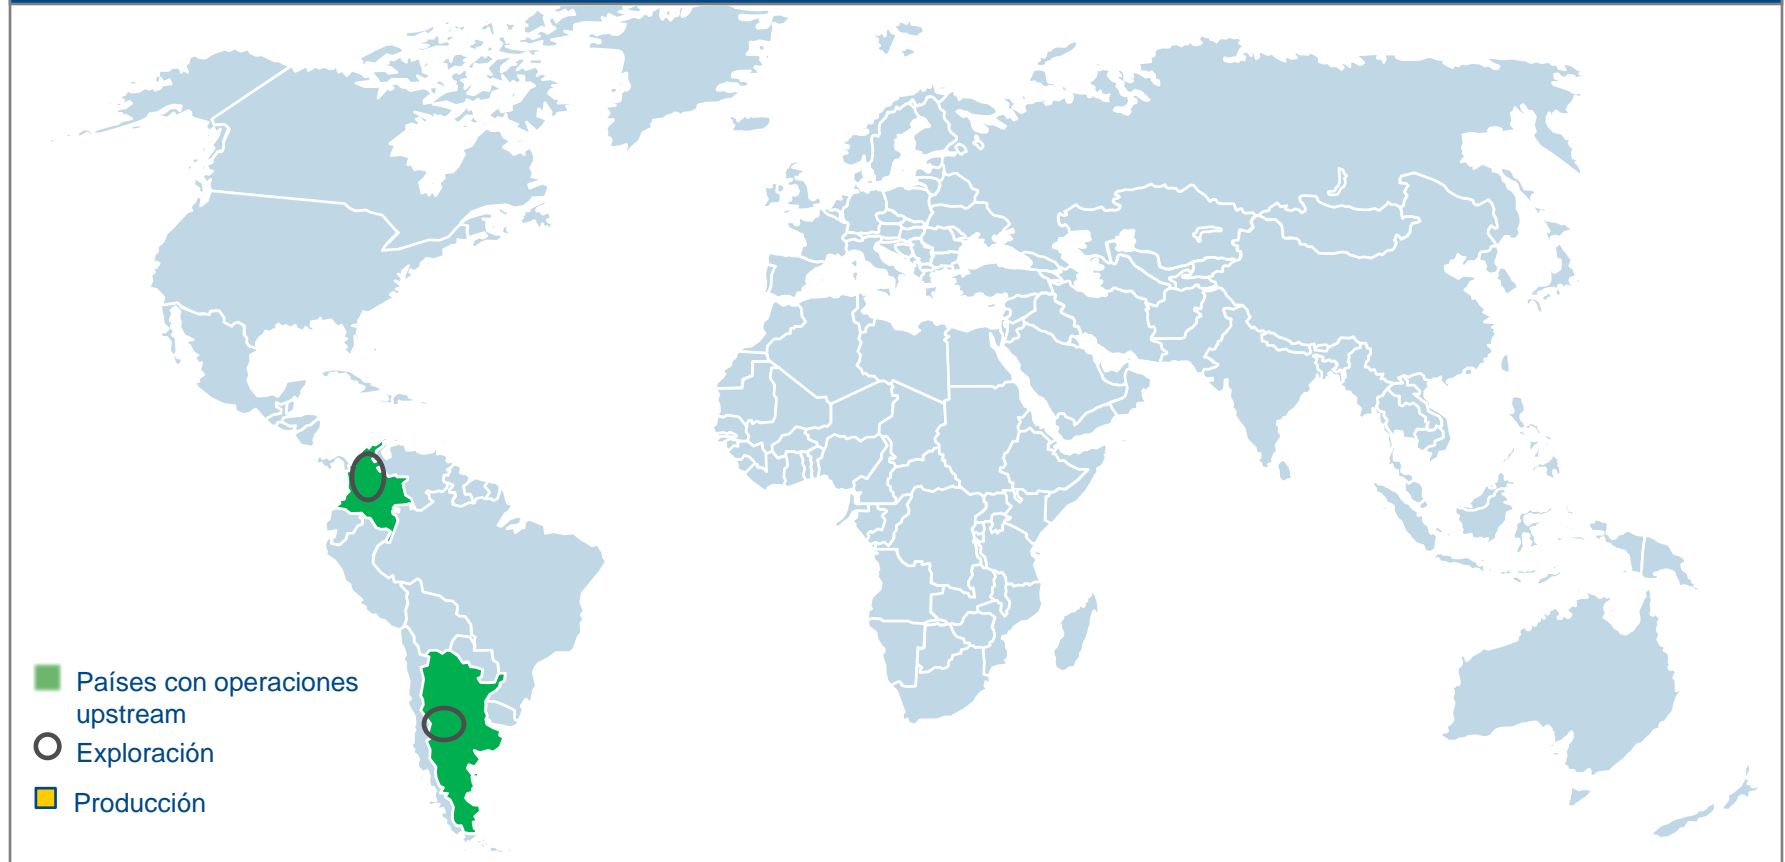 Países con operaciones
upstream
Exploración
Producción